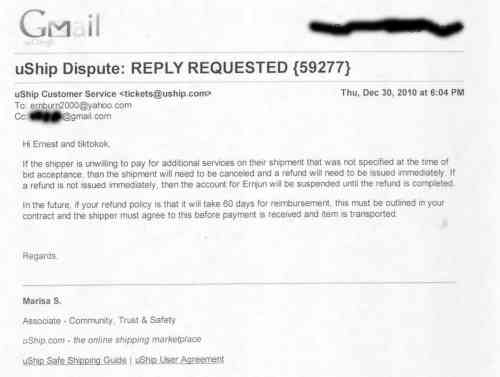 Gmail
uShip Dispute: REPLY REQUESTED {59277}
uShip Customer Service <tickets@uship.com> Thu, Dec 30, 2010 at 6:04 PM
To: ernburn2000@yahoo.com
Cc: @gmail.com
Hi Ernest and tiktokok,
If the shipper is unwilling to pay for additional services on their shipment that was not specified at the time of
bid acceptance, than the shipment will need to be canceled and a refund will need to be issued immediately. If
a refund is not issued immediately, then the account for Ernjun will be suspended until the refund is completed.
In the future, if your refund policy is that it will take 60 days for reimbursement, this must be outlined in your
contract and the shipper must agree to this before payment is received and item is transported.
Regards,
Marisa S.
Associate - Community, Trust & Safety
uShip.com - the online shipping marketplace
uShip Safe Shipping Guide | uShip User Agreement